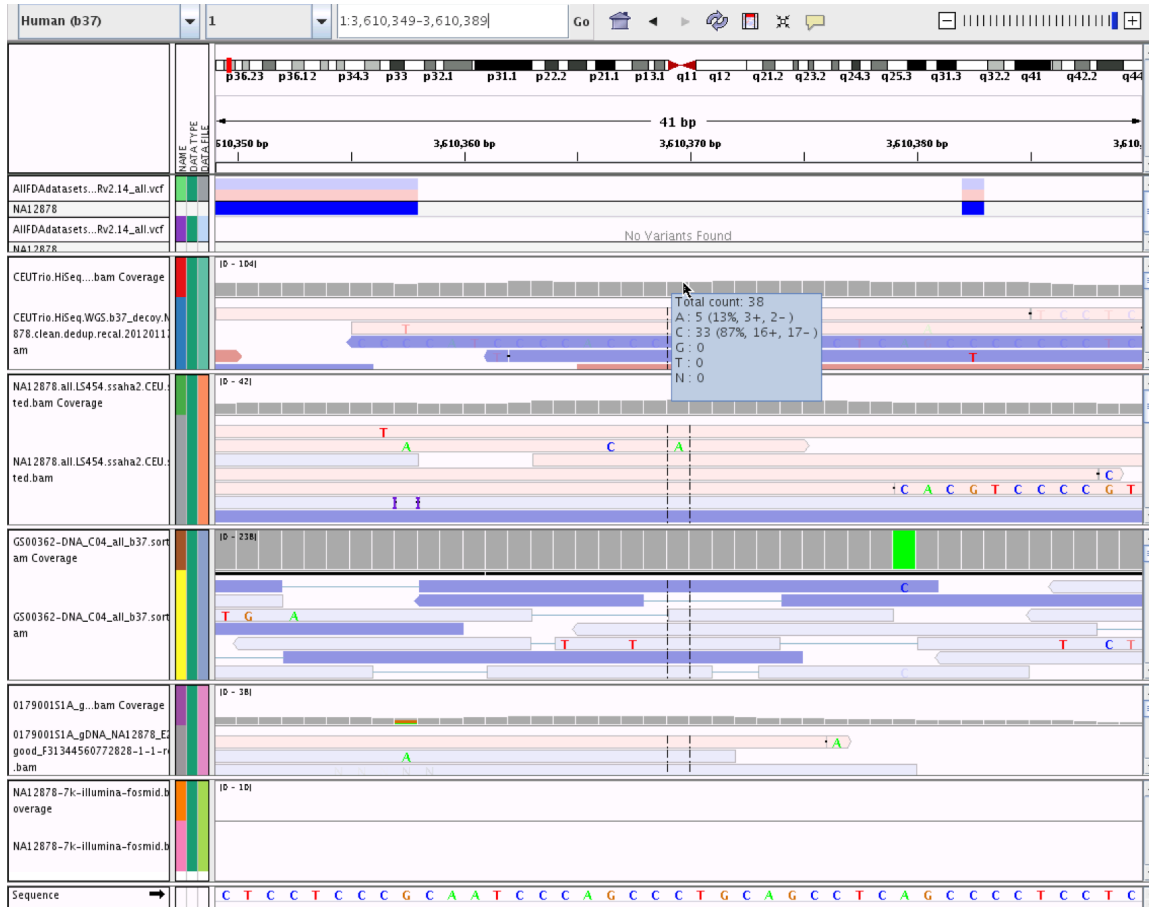 Human (b37) 1 1:3,610,349-3,610,389 Go
p36.23 p36.12 p34.3 p33 p32.1 p31.1 p22.2 p21.1 p13.1 q11 q12 q21.2 q23.2 q24.3 q25.3 q31.3 q32.2 q41 q42.2 q44
41 bp
NAME
DATA TYPE
DATA FILE
510,350 bp 3,610,360 bp 3,610,370 bp 3,610,380 bp 3,610,
AllFDAdatasets...Rv2.14_all.vcf
NA12878
AllFDAdatasets...Rv2.14_all.vcf
No Variants Found
NA12878
[0 - 104]
CEUTrio.HiSeq....bam Coverage
Total count: 38
A : 5 (13%, 3+, 2- )
C : 33 (87%, 16+, 17- )
G : 0
T : 0
N : 0
CEUTrio.HiSeq.WGS.b37_decoy.N
878.clean.dedup.recal.2012011
am
T
T
[0 - 42]
NA12878.all.LS454.ssaha2.CEU.
ted.bam Coverage
T
A C A
NA12878.all.LS454.ssaha2.CEU.
ted.bam
C
C A C G T C C C C G T
[0 - 238]
GS00362-DNA_C04_all_b37.sort
am Coverage
C
GS00362-DNA_C04_all_b37.sort
am
T G A
T T T C T
[0 - 38]
0179001S1A_g...bam Coverage
0179001S1A_gDNA_NA12878_E2
good_F31344560772828-1-1-r
.bam
A
A
[0 - 10]
NA12878-7k-illumina-fosmid.b
overage
NA12878-7k-illumina-fosmid.b
Sequence C T C C T C C C G C A A T C C C A G C C C T G C A G C C T C A G C C C C T C C T C